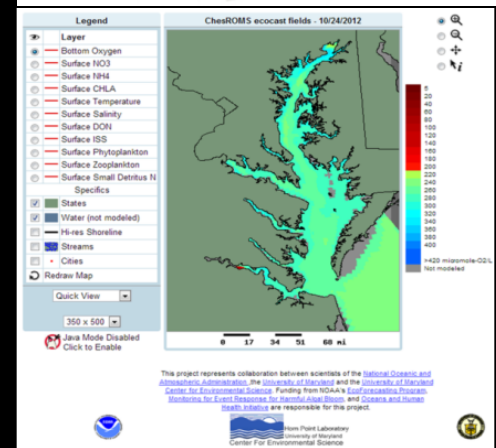 Legend
Layer
Bottom Oxygen
Surface NO3
Surface NH4
Surface CHLA
Surface Temperature
Surface Salinity
Surface DON
Surface ISS
Surface Phytoplankton
Surface Zooplankton
Surface Small Detritus N
Specifics
States
Water (not modeled)
Hi-res Shoreline
Streams
Cities
Redraw Map
Quick View
350 x 500
Java Mode Disabled
Click to Enable
ChesROMS ecocast fields - 10/24/2012
0 17 34 51 68 mi
5
20
40
60
80
100
120
140
160
180
200
220
240
260
280
300
320
340
360
380
400
>420 micromole-O2/L
Not modeled
This project represents collaboration between scientists of the National Oceanic and
Atmospheric Administration ,the University of Maryland and the University of Maryland
Center for Environmental Science. Funding from NOAA's EcoForecasting Program,
Monitoring for Event Response for Harmful Algal Bloom, and Oceans and Human
Health Initiative are responsible for this project.
Horn Point Laboratory
University of Maryland
Center For Environmental Science